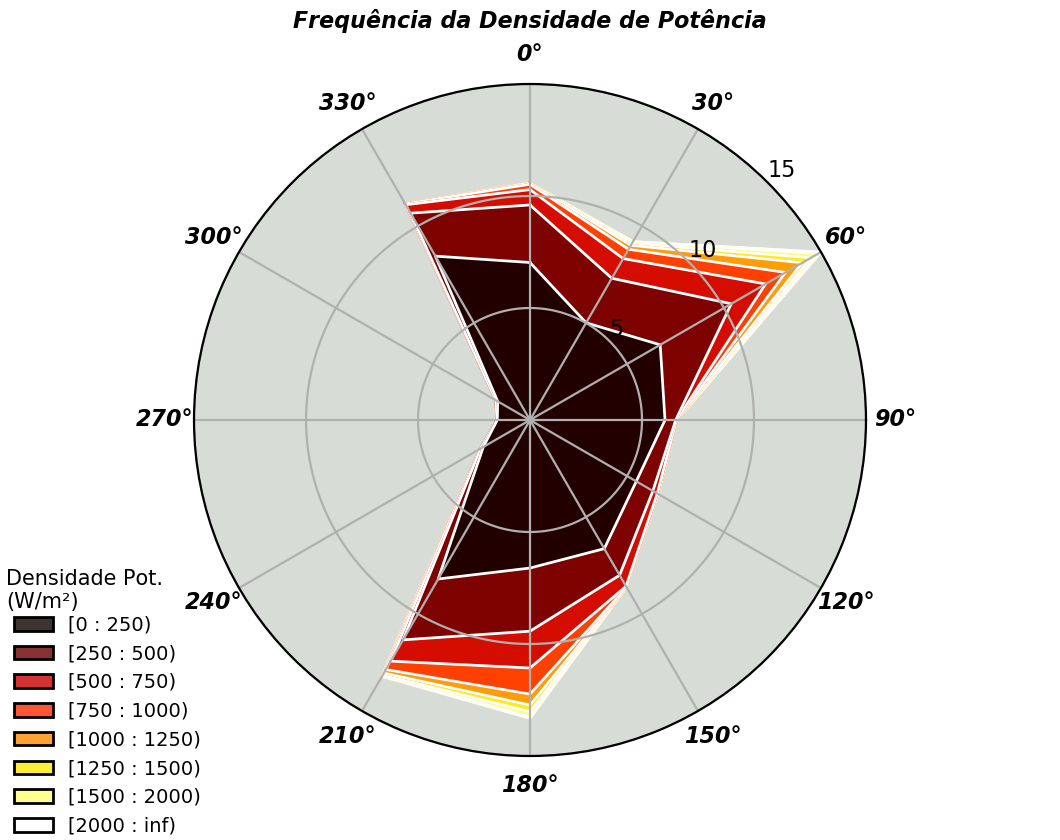 Frequência da Densidade de Potência
0°
330°
30°
15
300°
60°
10
5
270°
90°
240°
120°
210°
150°
180°
Densidade Pot.
(W/m²)
[0 : 250)
[250 : 500)
[500 : 750)
[750 : 1000)
[1000 : 1250)
[1250 : 1500)
[1500 : 2000)
[2000 : inf)